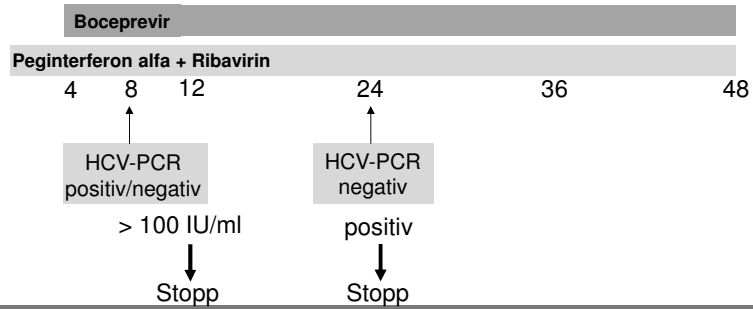 Boceprevir
Peginterferon alfa + Ribavirin
4 8 12 24 36 48
HCV-PCR
positiv/negativ
HCV-PCR
negativ
> 100 IU/ml
positiv
Stopp
Stopp